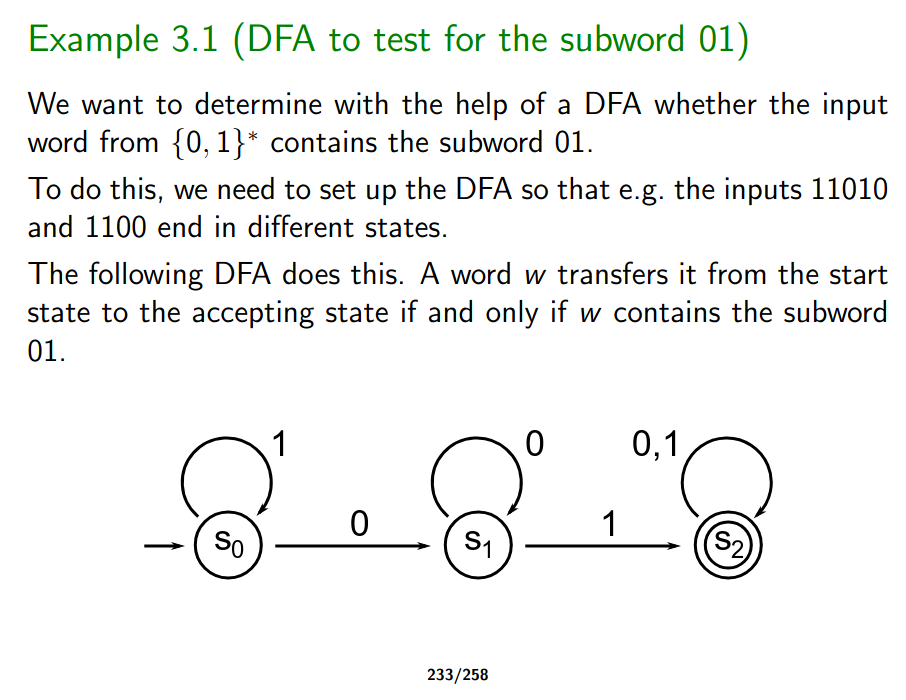 Example 3.1 (DFA to test for the subword 01)
We want to determine with the help of a DFA whether the input
word from {0, 1}* contains the subword 01.
To do this, we need to set up the DFA so that e.g. the inputs 11010
and 1100 end in different states.
The following DFA does this. A word w transfers it from the start
state to the accepting state if and only if w contains the subword
01.
1 0 0,1
0 1
s₀ s₁ s₂
233/258